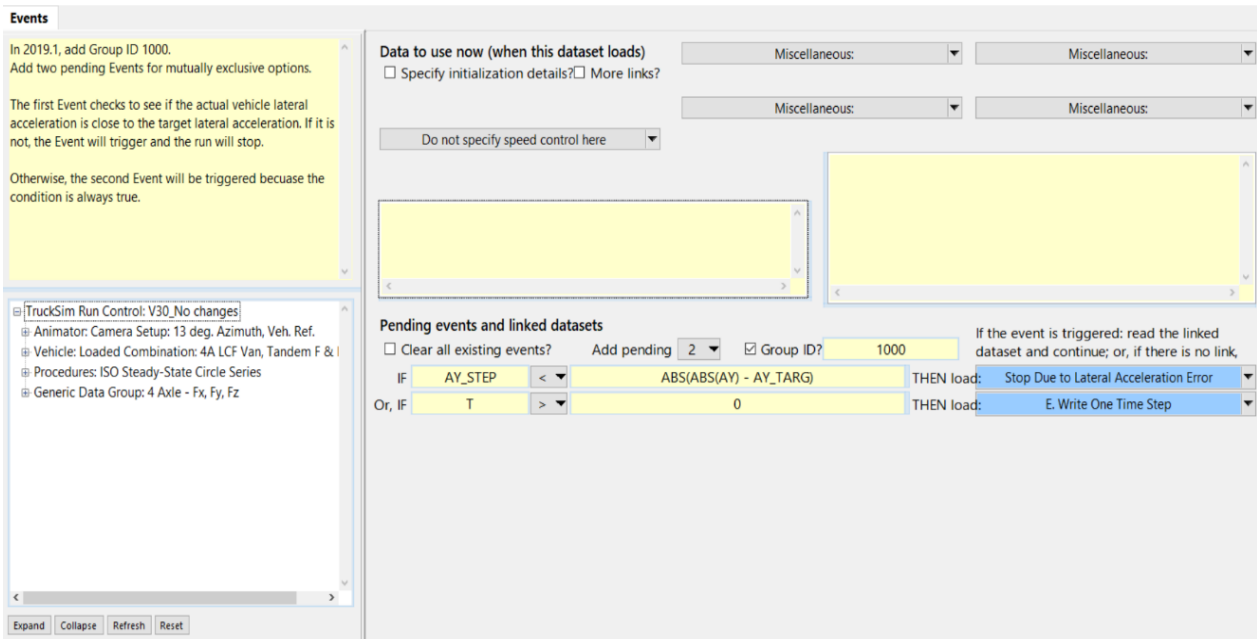 Events
In 2019.1, add Group ID 1000.
Add two pending Events for mutually exclusive options.
The first Event checks to see if the actual vehicle lateral
acceleration is close to the target lateral acceleration. If it is
not, the Event will trigger and the run will stop.
Otherwise, the second Event will be triggered becuase the
condition is always true.
TruckSim Run Control: V30_No changes
Animator: Camera Setup: 13 deg. Azimuth, Veh. Ref.
Vehicle: Loaded Combination: 4A LCF Van, Tandem F &
Procedures: ISO Steady-State Circle Series
Generic Data Group: 4 Axle - Fx, Fy, Fz
Expand Collapse Refresh Reset
Data to use now (when this dataset loads)
Specify initialization details? More links?
Miscellaneous: Miscellaneous:
Miscellaneous: Miscellaneous:
Do not specify speed control here
Pending events and linked datasets
Clear all existing events? Add pending 2 Group ID? 1000
If the event is triggered: read the linked
dataset and continue; or, if there is no link,
IF AY_STEP < ABS(ABS(AY) - AY_TARG) THEN load: Stop Due to Lateral Acceleration Error
Or, IF T > 0 THEN load: E. Write One Time Step